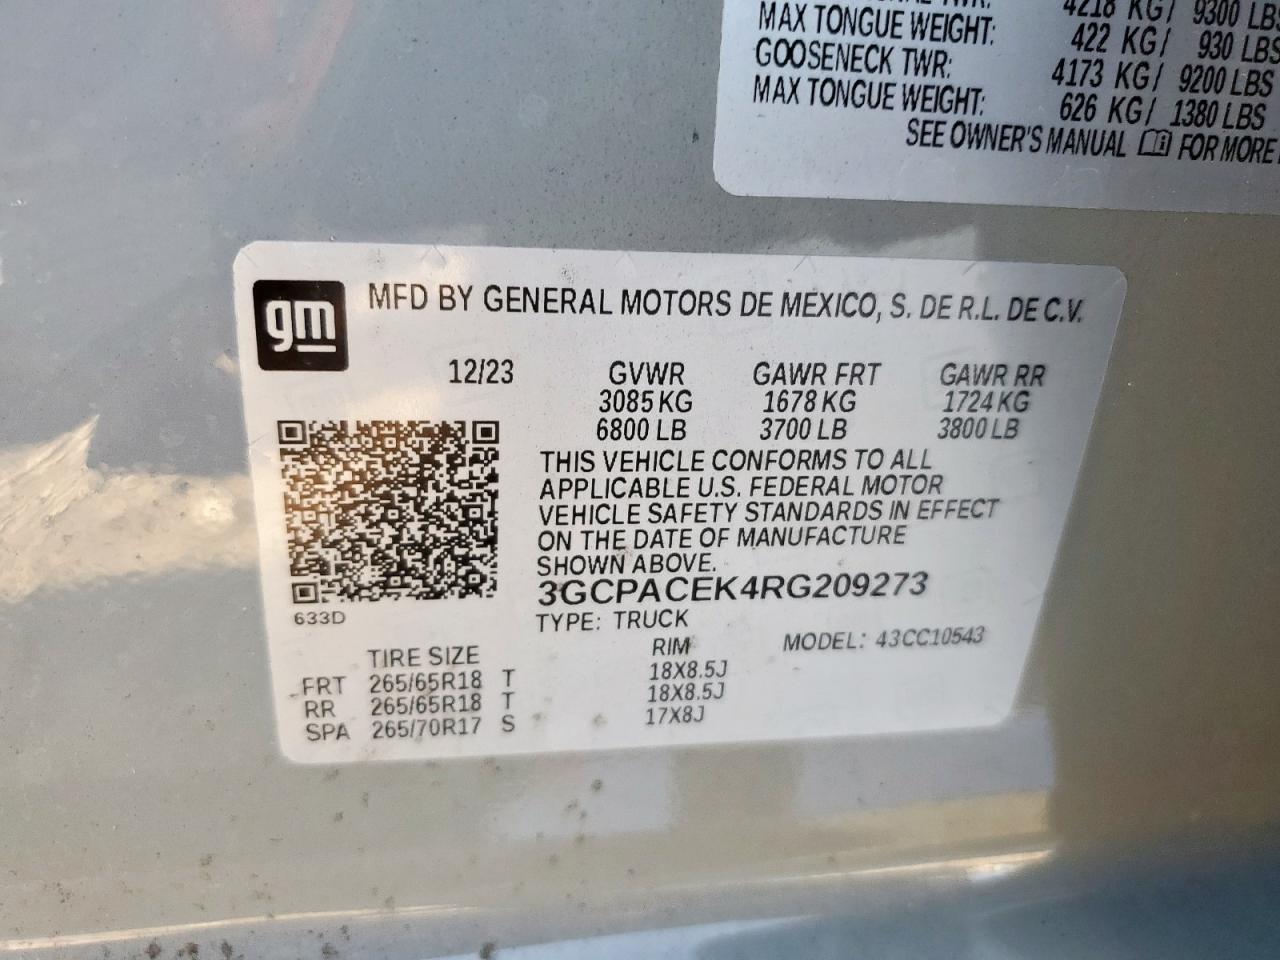 4218 KG/ 9300 LBS
MAX TONGUE WEIGHT: 422 KG/ 930 LBS
GOOSENECK TWR: 4173 KG/ 9200 LBS
MAX TONGUE WEIGHT: 626 KG/ 1380 LBS
SEE OWNER'S MANUAL FOR MORE
gm
MFD BY GENERAL MOTORS DE MEXICO, S. DE R.L. DE C.V.
12/23 GVWR GAWR FRT GAWR RR
3085 KG 1678 KG 1724 KG
6800 LB 3700 LB 3800 LB
THIS VEHICLE CONFORMS TO ALL
APPLICABLE U.S. FEDERAL MOTOR
VEHICLE SAFETY STANDARDS IN EFFECT
ON THE DATE OF MANUFACTURE
SHOWN ABOVE.
3GCPACEK4RG209273
633D
TYPE: TRUCK
MODEL: 43CC10543
TIRE SIZE RIM
FRT 265/65R18 T 18X8.5J
RR 265/65R18 T 18X8.5J
SPA 265/70R17 S 17X8J